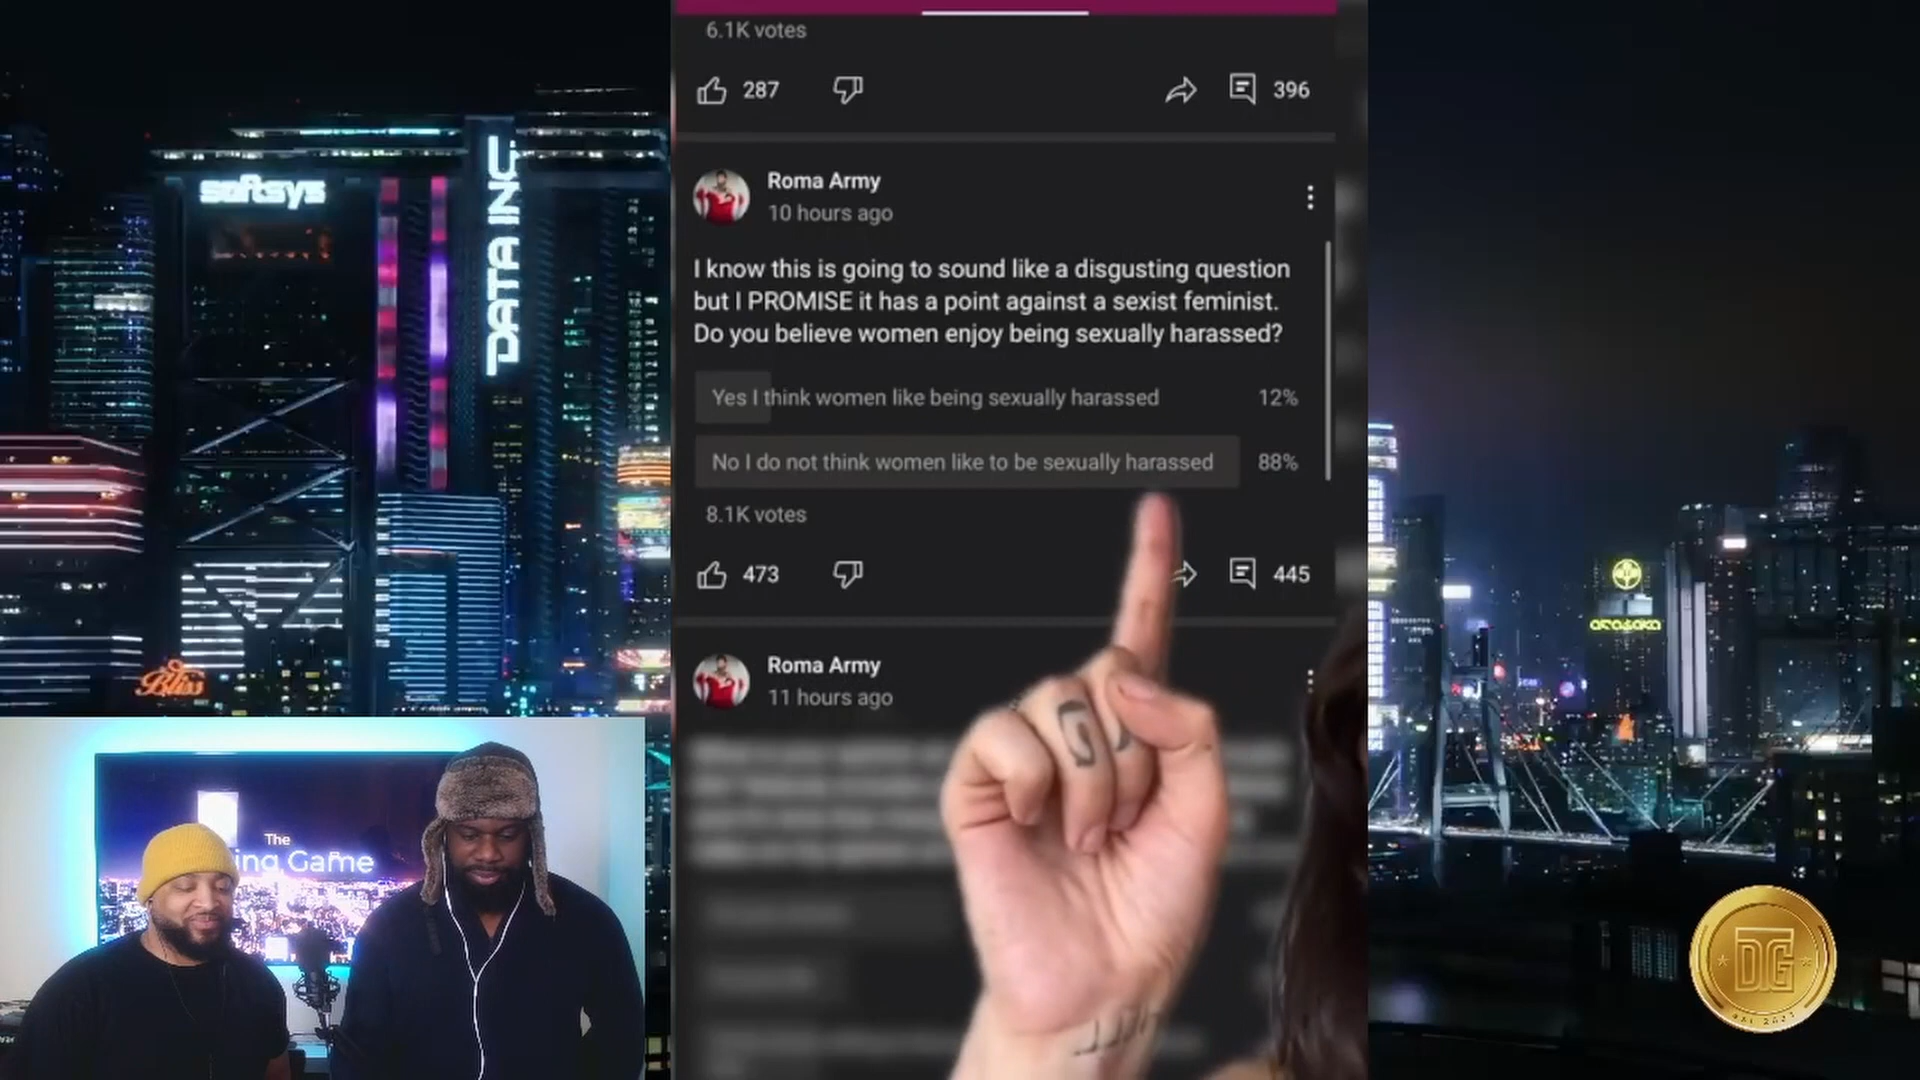 6.1K votes
287
396
Roma Army
10 hours ago
I know this is going to sound like a disgusting question
but I PROMISE it has a point against a sexist feminist.
Do you believe women enjoy being sexually harassed?
Yes I think women like being sexually harassed
12%
No I do not think women like to be sexually harassed
88%
8.1K votes
473
445
Roma Army
11 hours ago
softsys
DATA INC
Bliss
The
ing Game
arasaka
DTG